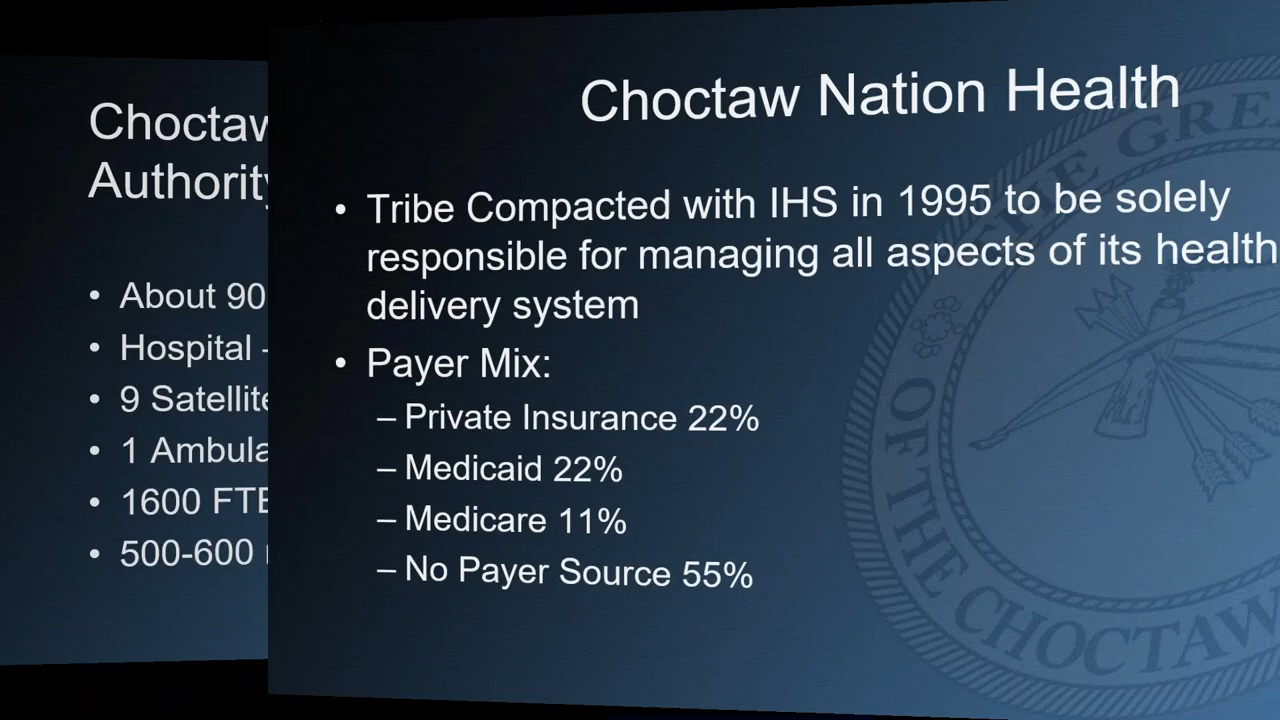 Choctaw
Authority
• About 90
• Hospital -
• 9 Satellite
• 1 Ambula
• 1600 FTE
• 500-600
Choctaw Nation Health
• Tribe Compacted with IHS in 1995 to be solely
responsible for managing all aspects of its health
delivery system
• Payer Mix:
– Private Insurance 22%
– Medicaid 22%
– Medicare 11%
– No Payer Source 55%
THE GREA
OF THE CHOCTAW